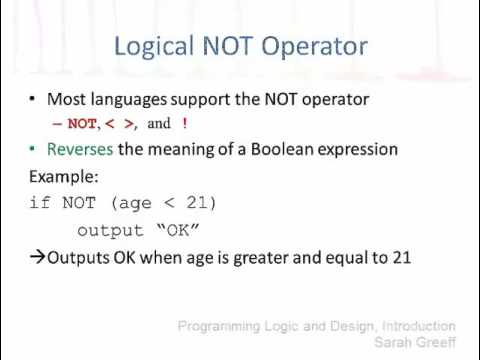 Logical NOT Operator
• Most languages support the NOT operator
– NOT, < >, and !
• Reverses the meaning of a Boolean expression
Example:
if NOT (age < 21)
output “OK”
→Outputs OK when age is greater and equal to 21
Programming Logic and Design, Introduction
Sarah Greeff